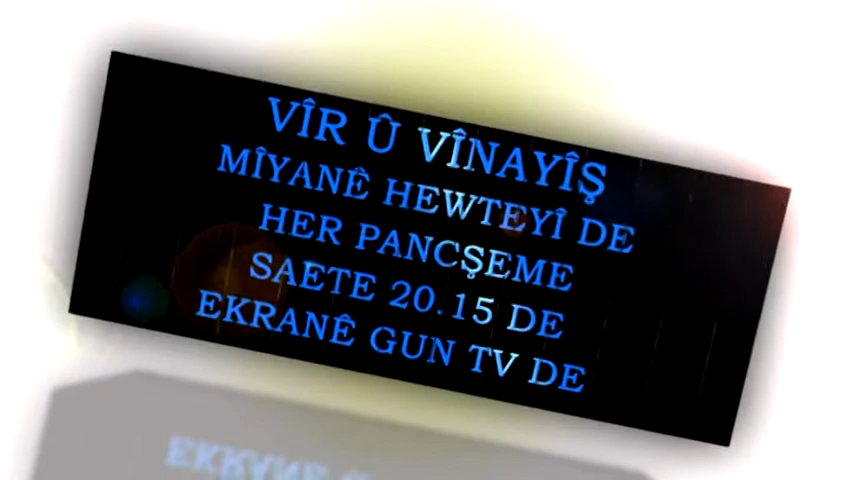 VÎR Û VÎNAYÎŞ
MÎYANÊ HEWTEYÎ DE
HER PANCŞEME
SAETE 20.15 DE
EKRANÊ GUN TV DE